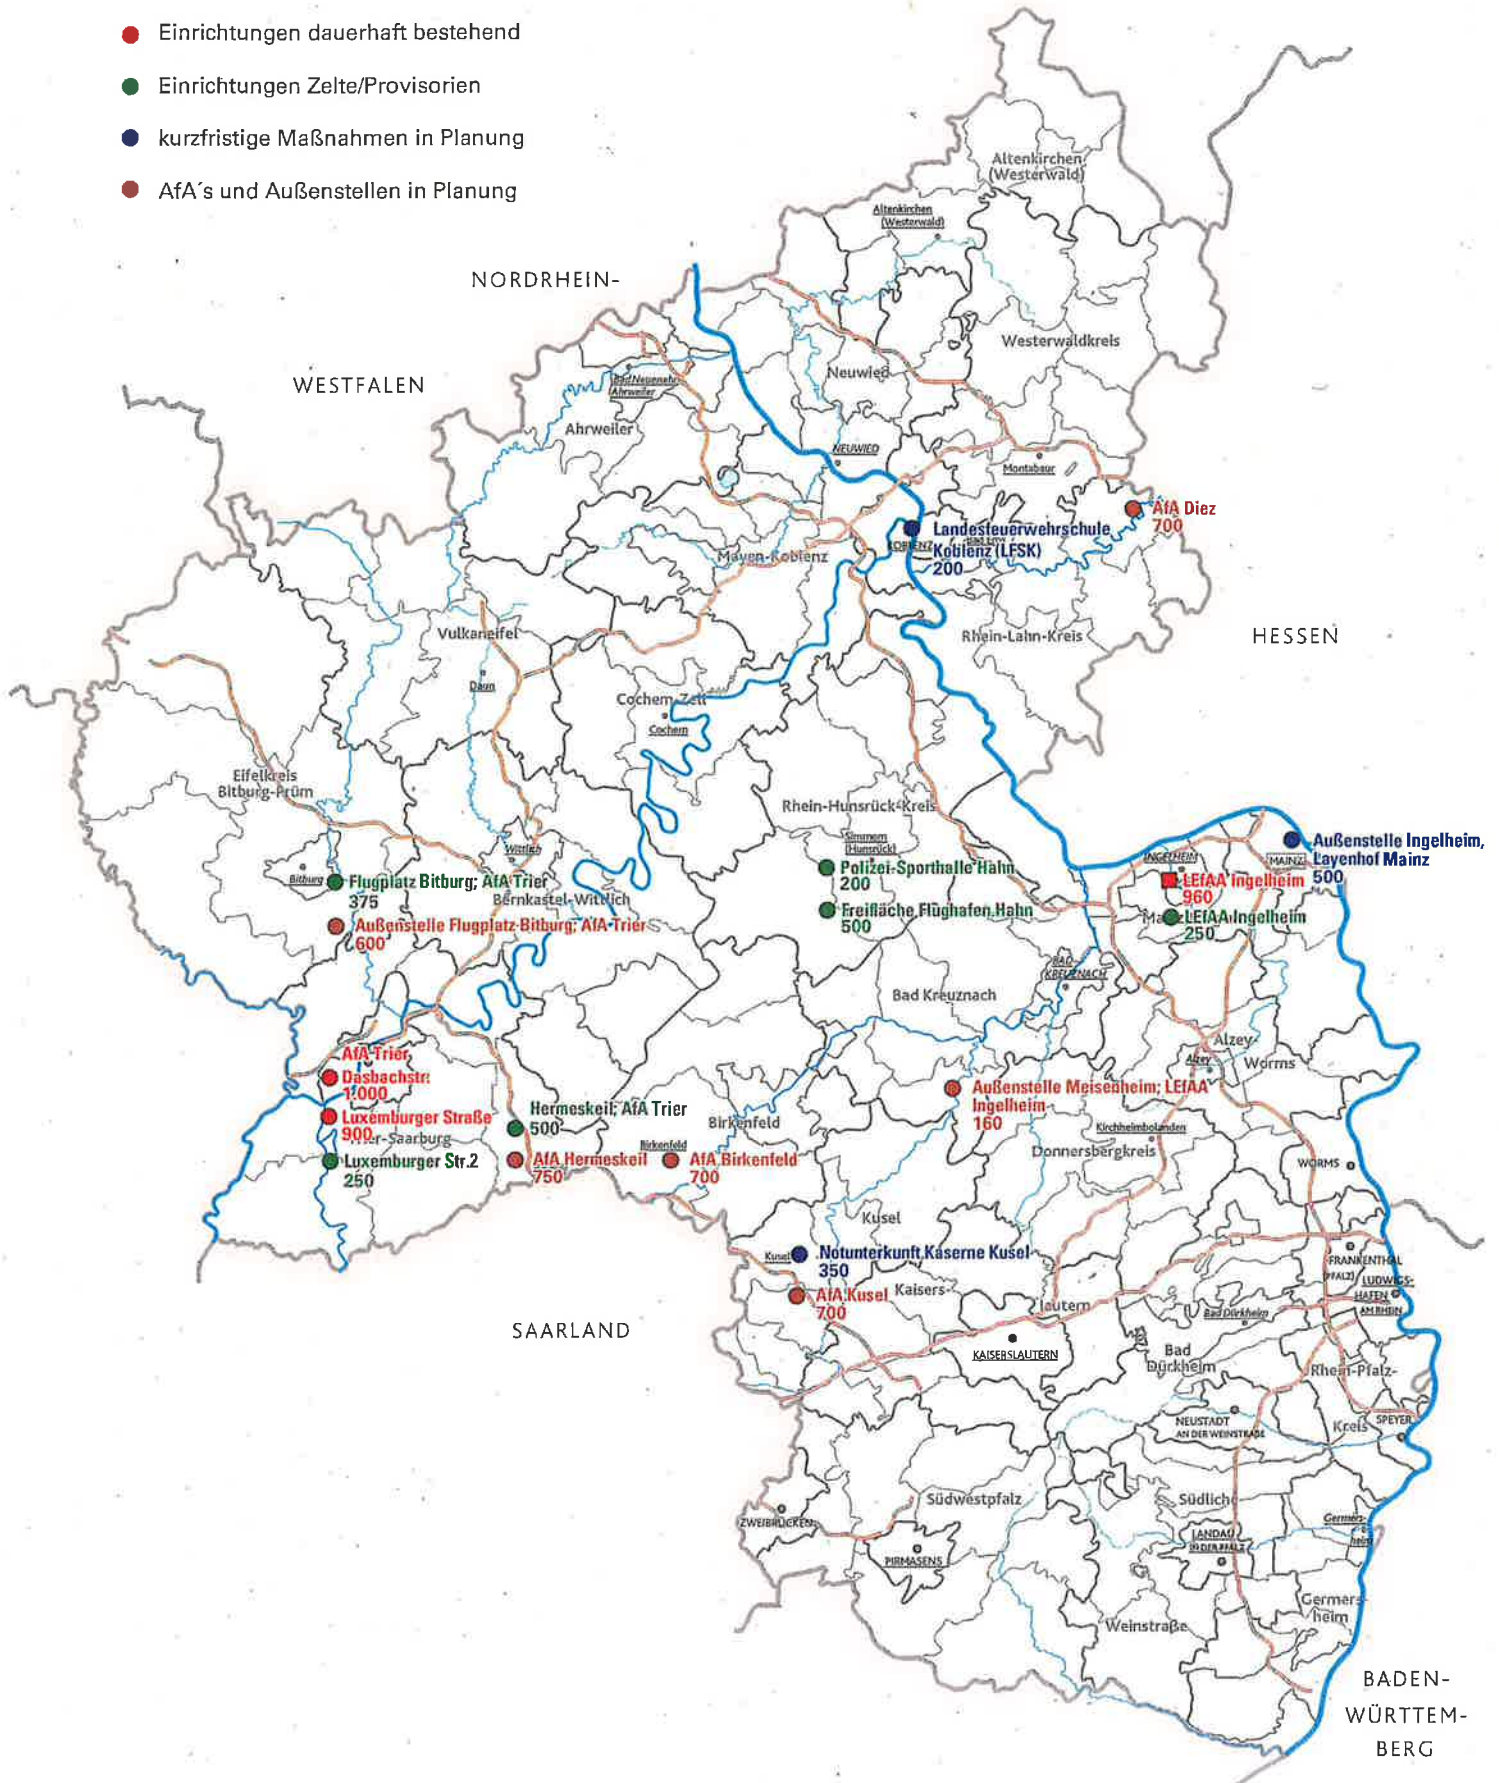 Einrichtungen dauerhaft bestehend
Einrichtungen Zelte/Provisorien
kurzfristige Maßnahmen in Planung
AfA´s und Außenstellen in Planung
Altenkirchen
(Westerwald)
Altenkirchen
(Westerwald)
NORDRHEIN-
WESTFALEN
Westerwaldkreis
Neuwied
Bad Neuenahr-
Ahrweiler
Ahrweiler
NEUWIED
Montabaur
AfA Diez
700
Landesfeuerwehrschule
Koblenz (LFSK)
200
KOBLENZ
Mayen-Koblenz
Vulkaneifel
Rhein-Lahn-Kreis
HESSEN
Daun
Cochem-Zell
Cochem
Eifelkreis
Bitburg-Prüm
Rhein-Hunsrück-Kreis
Simmern
(Hunsrück)
Polizei-Sporthalle Hahn
200
Freifläche Flughafen Hahn
500
Wittlich
Bitburg
Flugplatz Bitburg; AfA Trier
375
Bernkastel-Wittlich
Außenstelle Flugplatz Bitburg; AfA Trier
600
Außenstelle Ingelheim,
Layenhof Mainz
500
MAINZ
INGELHEIM
LEfAA Ingelheim
960
LEfAA Ingelheim
250
BAD
KREUZNACH
Bad Kreuznach
Alzey-
Worms
Alzey
AfA Trier
Dasbachstr.
1.000
Luxemburger Straße
900
Trier-Saarburg
Luxemburger Str.2
250
Hermeskeil; AfA Trier
500
AfA Hermeskeil
750
Birkenfeld
Birkenfeld
AfA Birkenfeld
700
Außenstelle Meisenheim; LEfAA
Ingelheim
160
Kirchheimbolanden
Donnersbergkreis
WORMS
Kusel
Kusel
Notunterkunft Kaserne Kusel
350
AfA Kusel
700
Kaisers-
lautern
KAISERSLAUTERN
SAARLAND
FRANKENTHAL
(PFALZ)
LUDWIGS-
HAFEN
AM RHEIN
Bad Dürkheim
Bad
Dürkheim
Rhein-Pfalz-
Kreis
NEUSTADT
AN DER WEINSTRAßE
SPEYER
Südwestpfalz
Südliche
Weinstraße
ZWEIBRÜCKEN
PIRMASENS
LANDAU
IN DER PFALZ
Germers-
heim
Germers-
heim
BADEN-
WÜRTTEM-
BERG